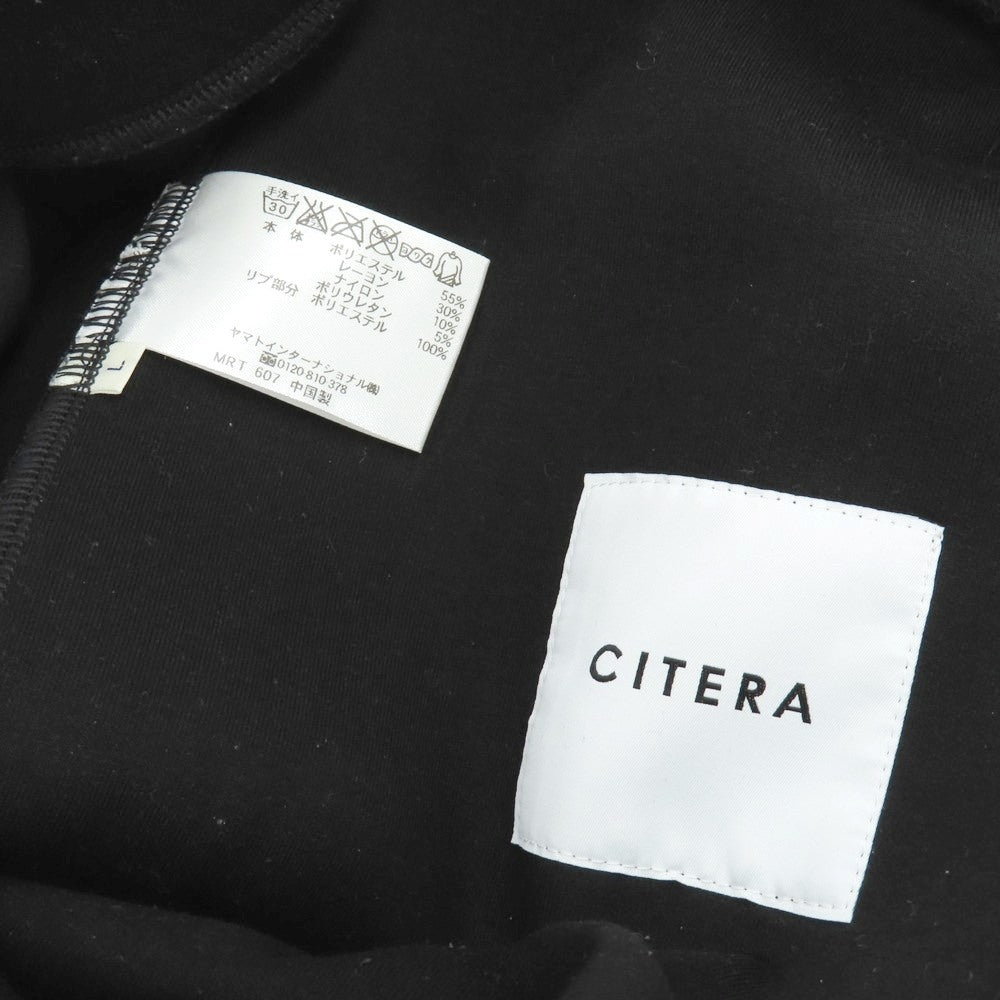 手洗イ
30
本 体 ポリエステル 55%
レーヨン 30%
ナイロン 10%
ポリウレタン 5%
リブ部分 ポリエステル 100%
ヤマトインターナショナル㈱
0120-810-378
MRT 607 中国製
L
CITERA